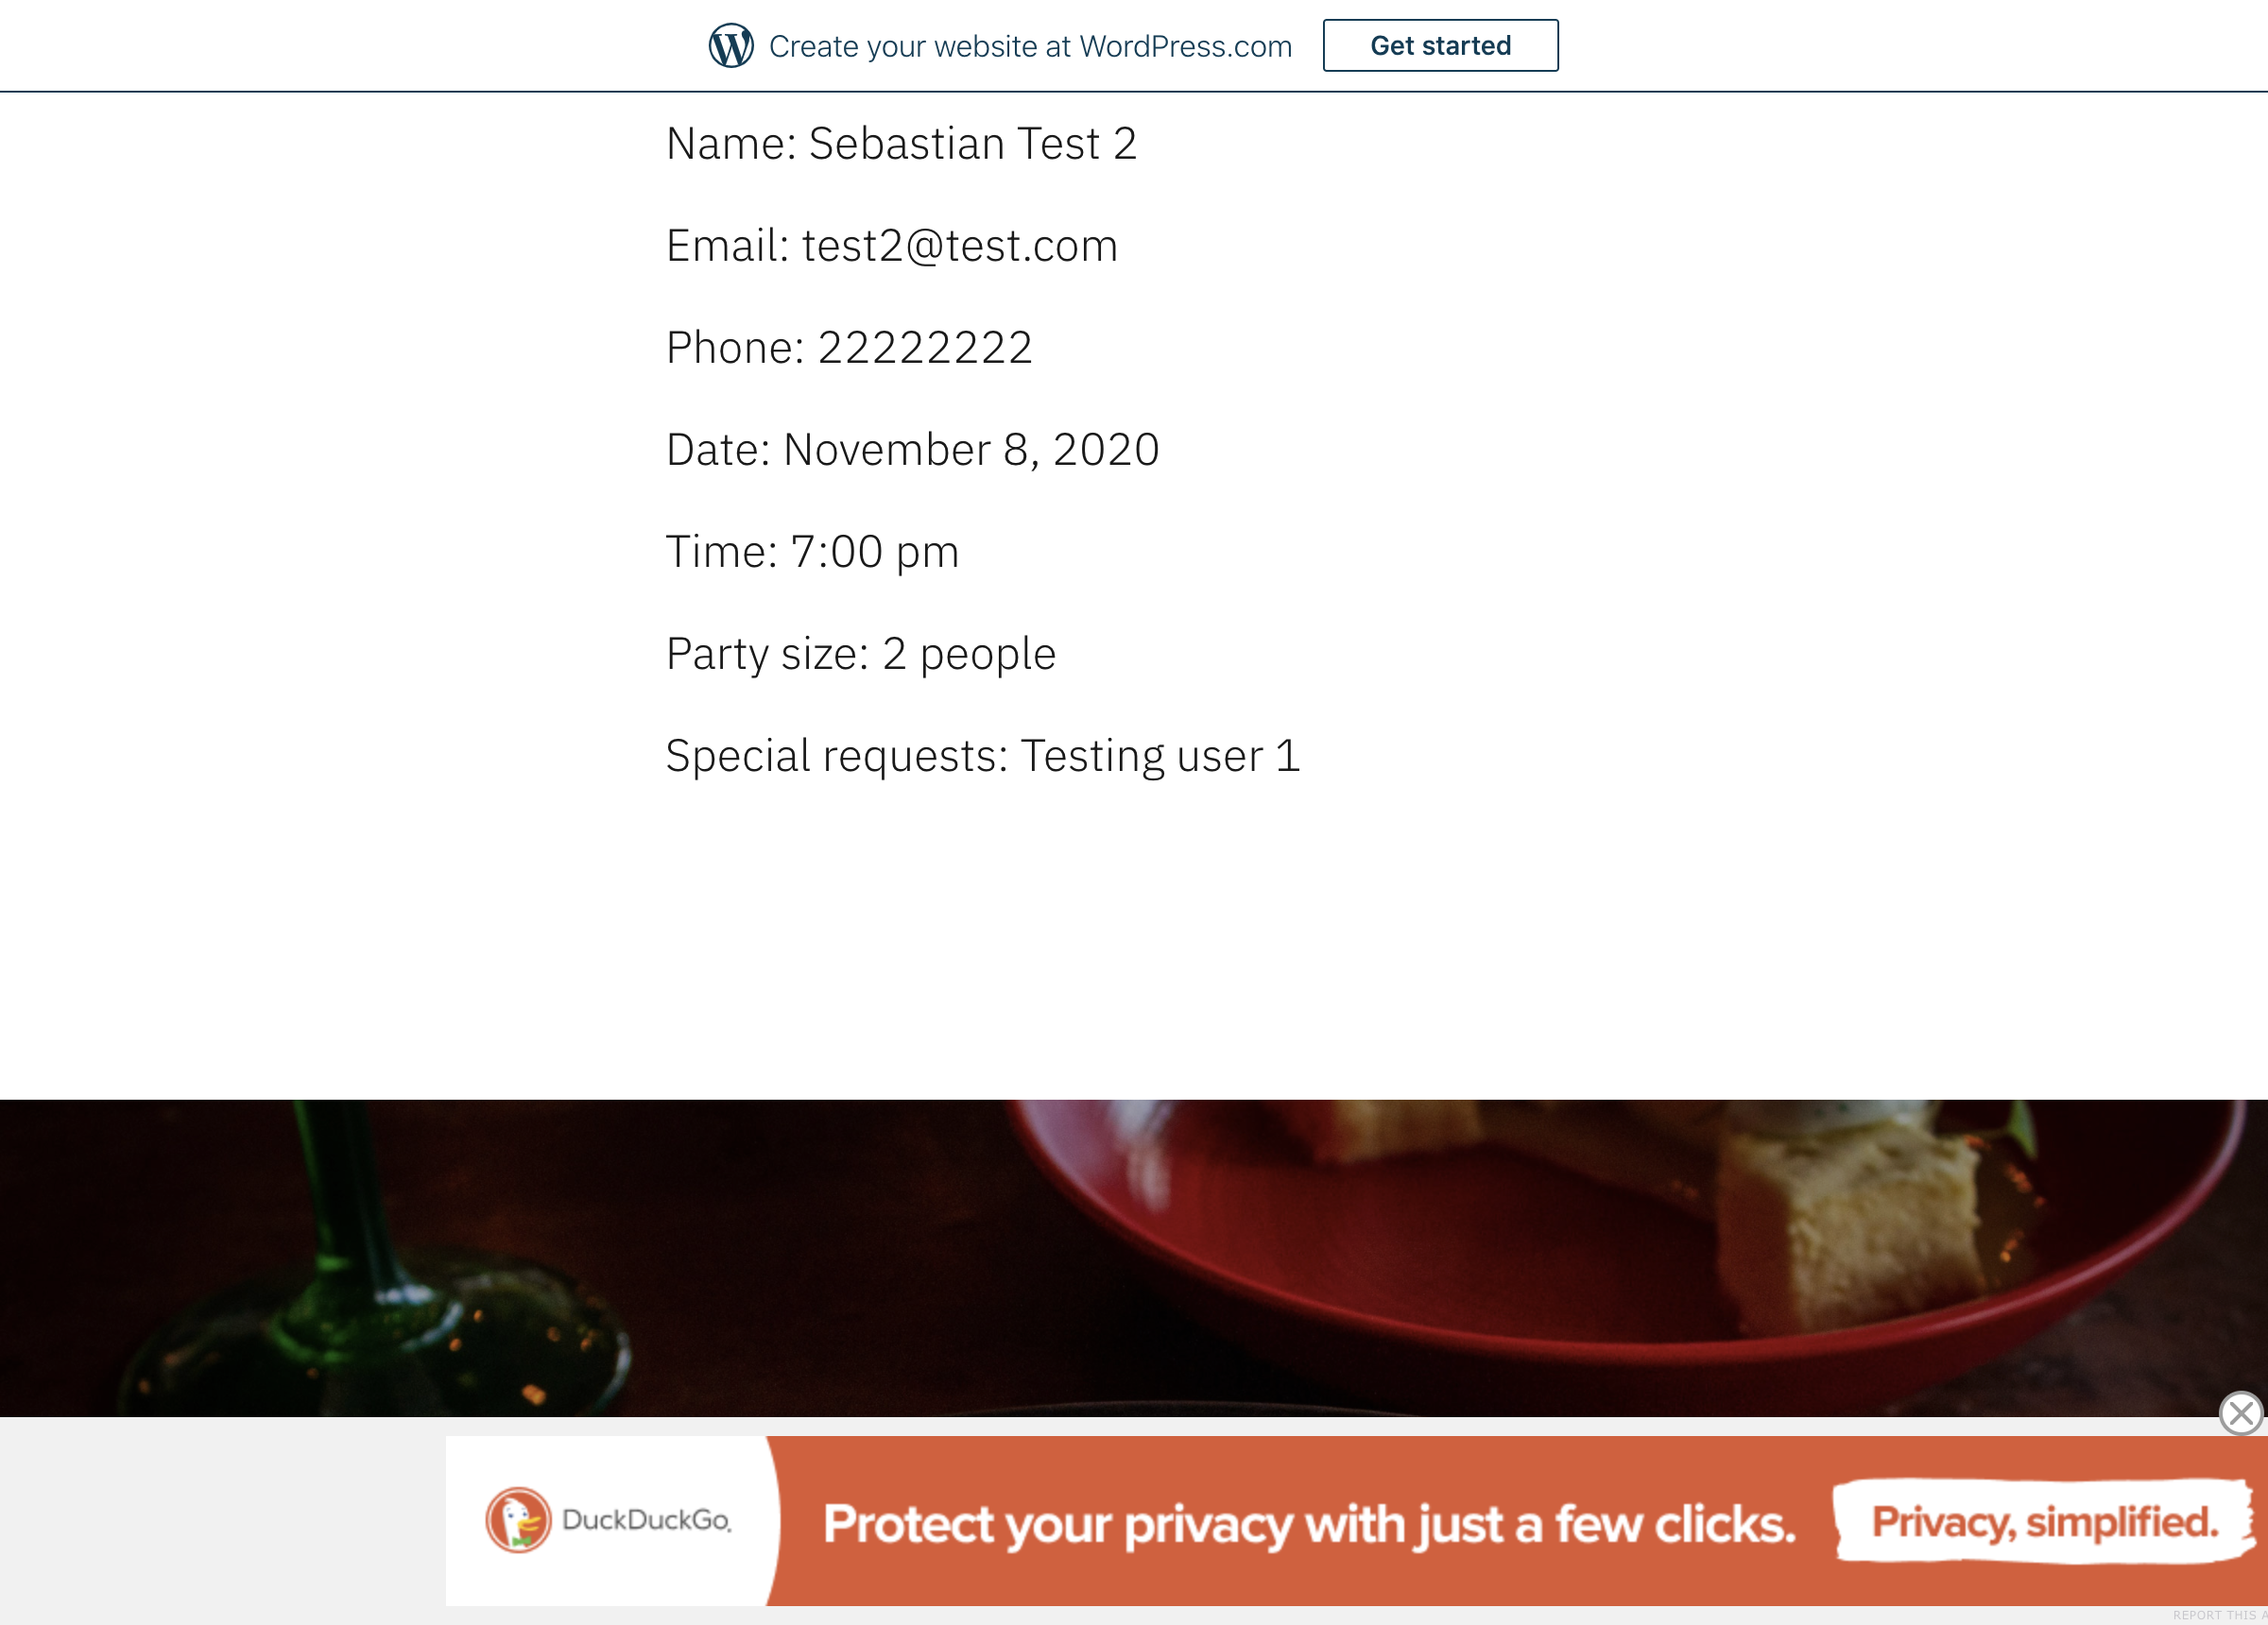 Create your website at WordPress.com
Get started
Name: Sebastian Test 2
Email: test2@test.com
Phone: 22222222
Date: November 8, 2020
Time: 7:00 pm
Party size: 2 people
Special requests: Testing user 1
DuckDuckGo.
Protect your privacy with just a few clicks.
Privacy, simplified.
REPORT THIS A